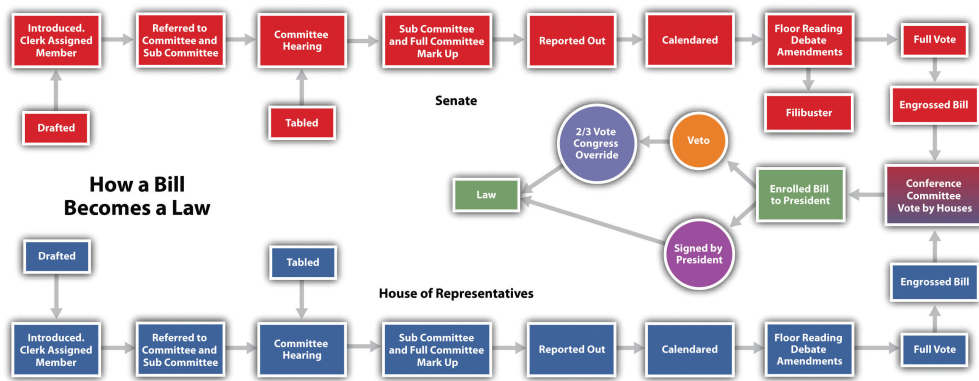 Introduced.
Clerk Assigned
Member
Referred to
Committee and
Sub Committee
Committee
Hearing
Sub Committee
and Full Committee
Mark Up
Reported Out
Calendared
Floor Reading
Debate
Amendments
Full Vote
Drafted
Tabled
Senate
Filibuster
Engrossed Bill
2/3 Vote
Congress
Override
Veto
How a Bill
Becomes a Law
Law
Enrolled Bill
to President
Conference
Committee
Vote by Houses
Signed by
President
Drafted
Tabled
House of Representatives
Engrossed Bill
Introduced.
Clerk Assigned
Member
Referred to
Committee and
Sub Committee
Committee
Hearing
Sub Committee
and Full Committee
Mark Up
Reported Out
Calendared
Floor Reading
Debate
Amendments
Full Vote